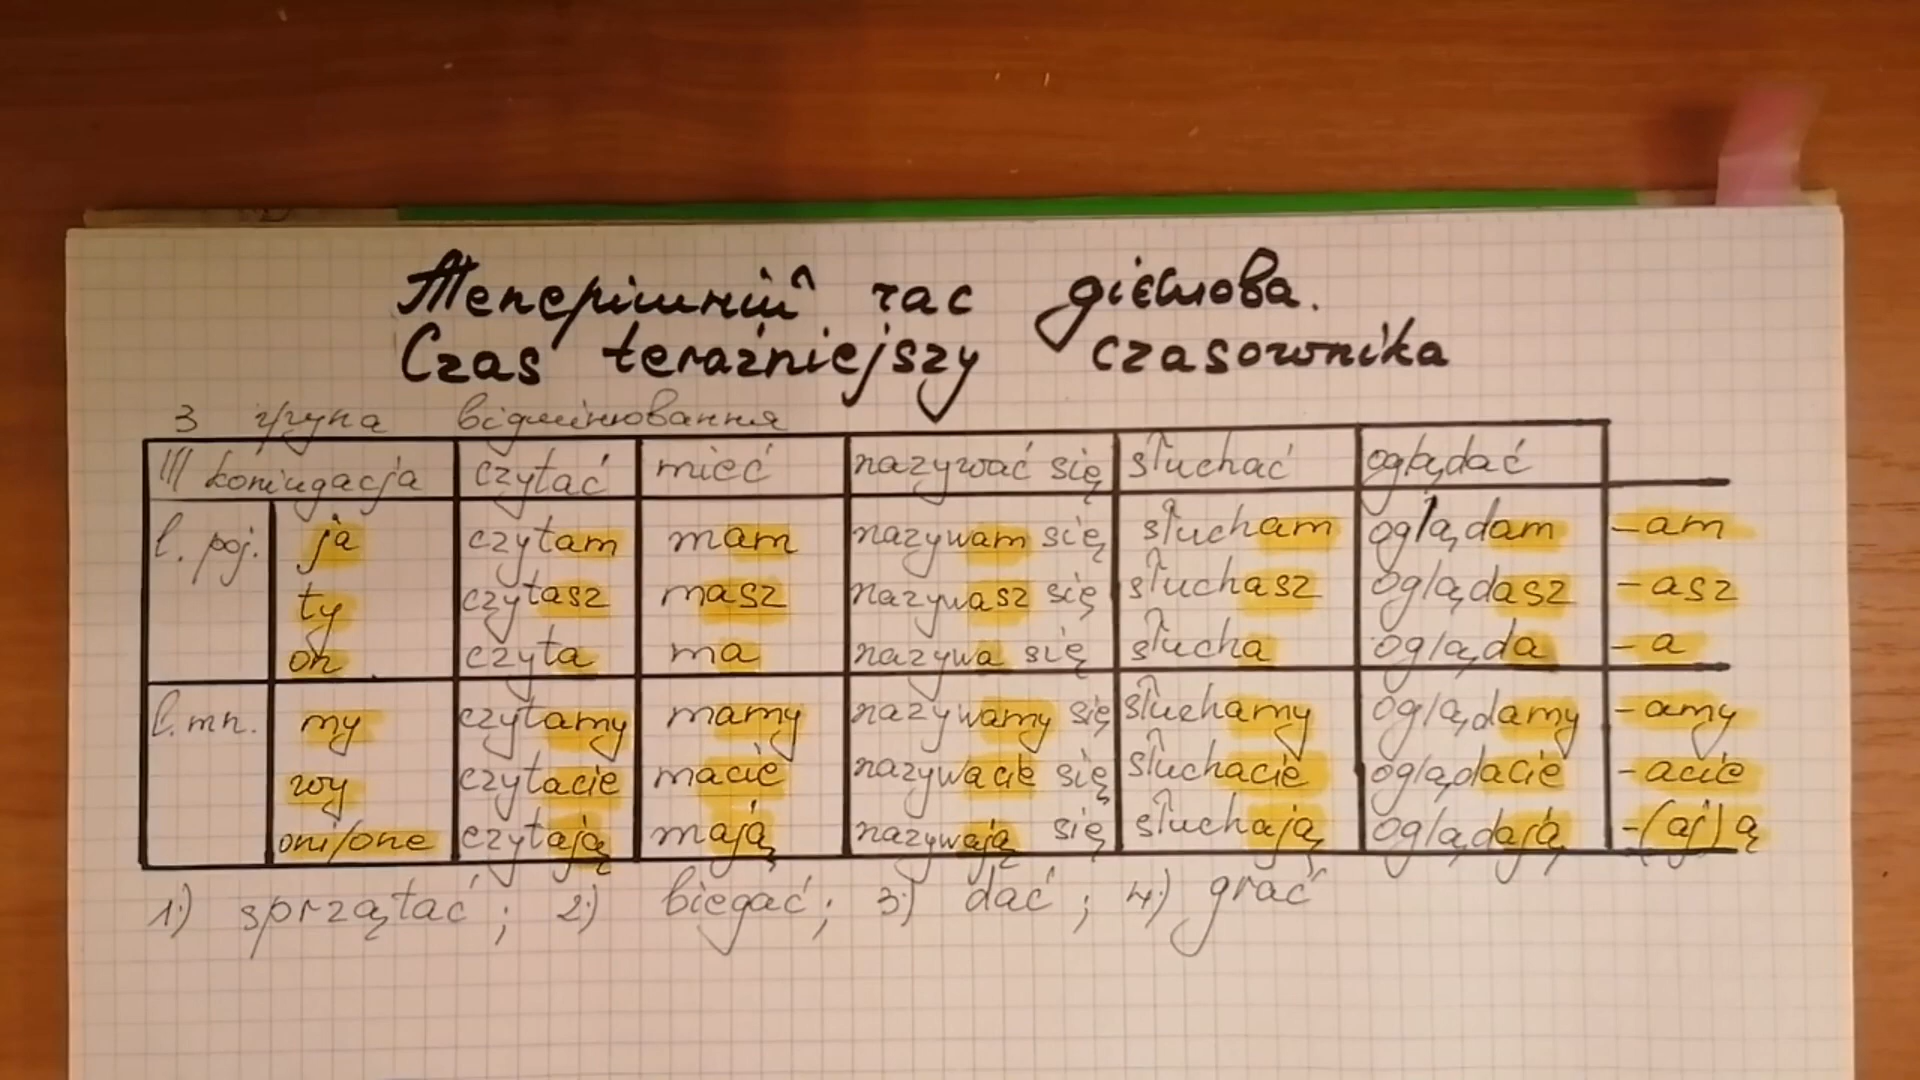 Теперішній час дієслова.
Czas teraźniejszy czasownika
3 група відмінювання
III koniugacja czytać mieć nazywać się słuchać oglądać
l. poj. ja czytam mam nazywam się słucham oglądam -am
ty czytasz masz nazywasz się słuchasz oglądasz -asz
on czyta ma nazywa się słucha ogląda -a
l. mn. my czytamy mamy nazywamy się słuchamy oglądamy -amy
wy czytacie macie nazywacie się słuchacie oglądacie -acie
oni/one czytają mają nazywają się słuchają oglądają -(aj)ą
1) sprzątać; 2) biegać; 3) dać; 4) grać